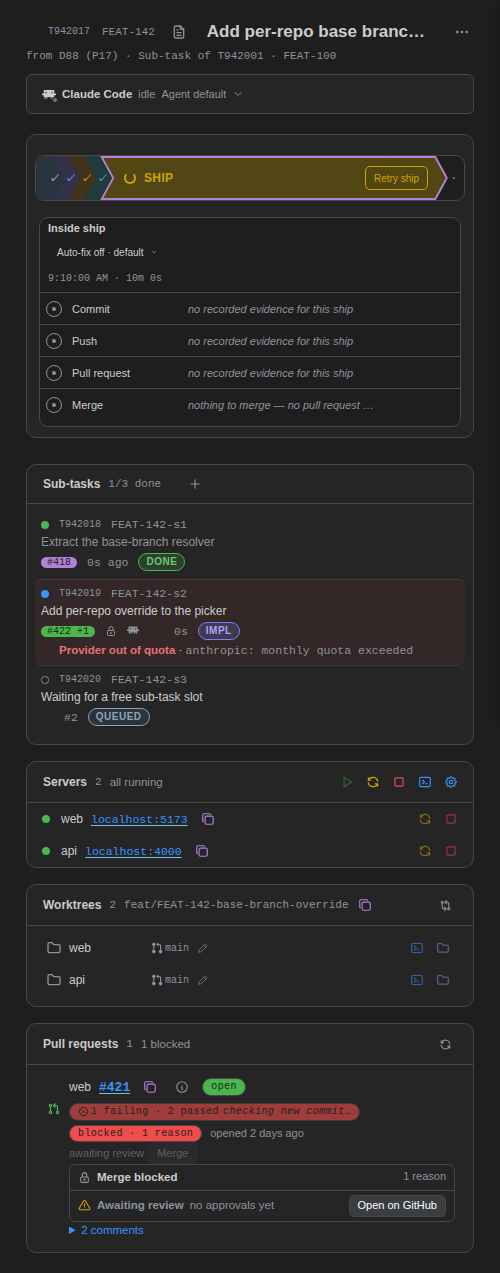 T942017 FEAT-142 Add per-repo base branc… ···
from D88 (P17) · Sub-task of T942001 · FEAT-100
Claude Code idle Agent default
SHIP Retry ship
Inside ship
Auto-fix off · default
9:10:00 AM · 10m 0s
Commit no recorded evidence for this ship
Push no recorded evidence for this ship
Pull request no recorded evidence for this ship
Merge nothing to merge — no pull request …
Sub-tasks 1/3 done
T942018 FEAT-142-s1
Extract the base-branch resolver
#418 0s ago DONE
T942019 FEAT-142-s2
Add per-repo override to the picker
#422 +1 0s IMPL
Provider out of quota · anthropic: monthly quota exceeded
T942020 FEAT-142-s3
Waiting for a free sub-task slot
#2 QUEUED
Servers 2 all running
web localhost:5173
api localhost:4000
Worktrees 2 feat/FEAT-142-base-branch-override
web main
api main
Pull requests 1 1 blocked
web #421 open
1 failing · 2 passed checking new commit…
blocked · 1 reason opened 2 days ago
awaiting review Merge
Merge blocked 1 reason
Awaiting review no approvals yet Open on GitHub
2 comments